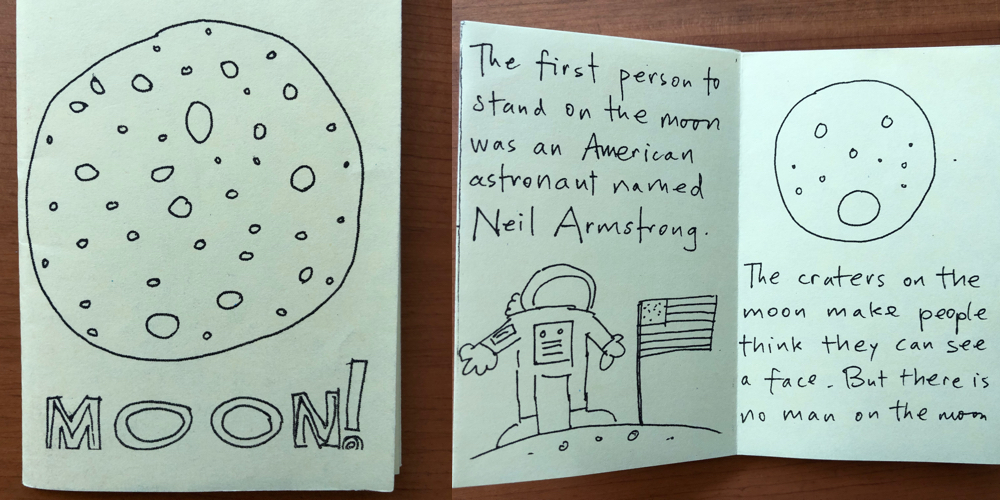 MOON!
The first person to
stand on the moon
was an American
astronaut named
Neil Armstrong.
The craters on the
moon make people
think they can see
a face. But there is
no man on the moon